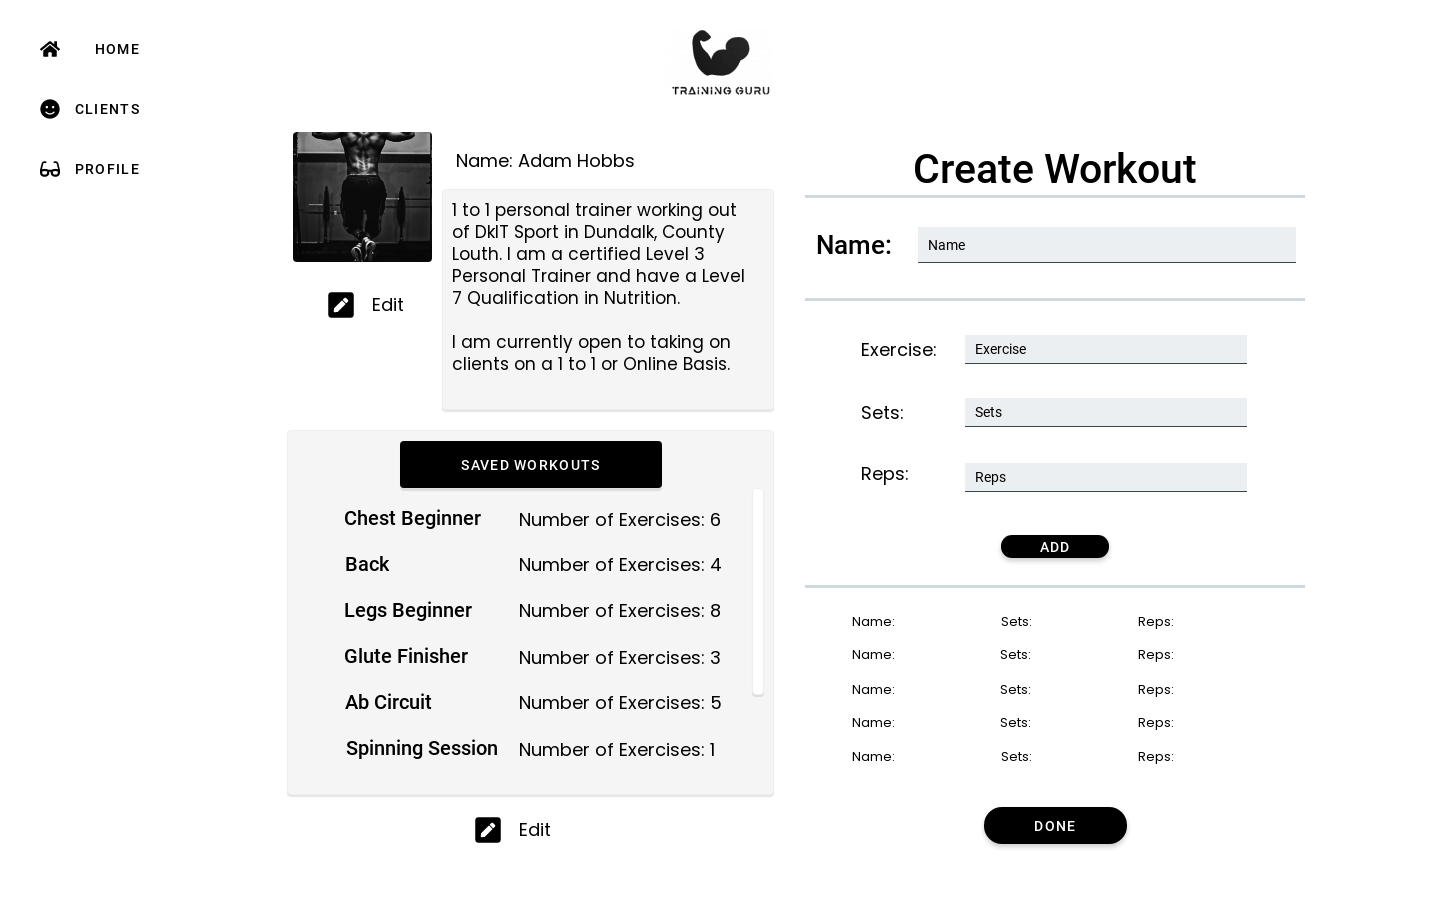 HOME
CLIENTS
PROFILE
TRAINING GURU
Name: Adam Hobbs
1 to 1 personal trainer working out
of DkIT Sport in Dundalk, County
Louth. I am a certified Level 3
Personal Trainer and have a Level
7 Qualification in Nutrition.
I am currently open to taking on
clients on a 1 to 1 or Online Basis.
Edit
SAVED WORKOUTS
Chest Beginner Number of Exercises: 6
Back Number of Exercises: 4
Legs Beginner Number of Exercises: 8
Glute Finisher Number of Exercises: 3
Ab Circuit Number of Exercises: 5
Spinning Session Number of Exercises: 1
Edit
Create Workout
Name: Name
Exercise: Exercise
Sets: Sets
Reps: Reps
ADD
Name: Sets: Reps:
Name: Sets: Reps:
Name: Sets: Reps:
Name: Sets: Reps:
Name: Sets: Reps:
DONE